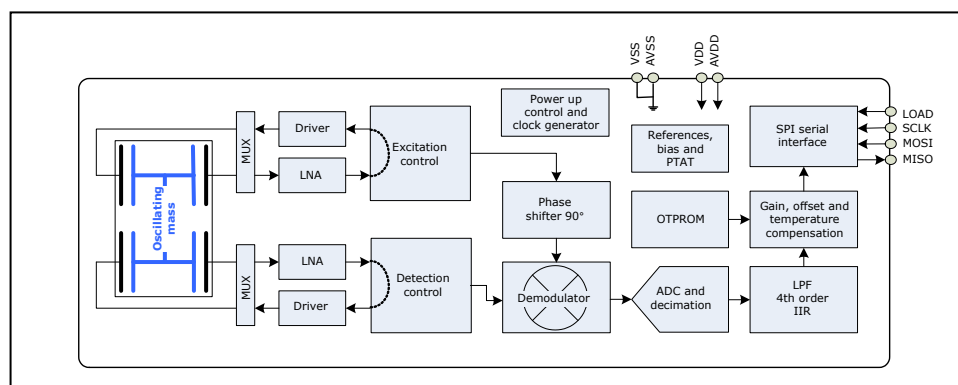 VSS
AVSS
VDD
AVDD
LOAD
SCLK
MOSI
MISO
MUX
Driver
LNA
Excitation
control
Power up
control and
clock generator
References,
bias and
PTAT
SPI serial
interface
Oscillating
mass
Phase
shifter 90°
OTPROM
Gain, offset and
temperature
compensation
MUX
LNA
Driver
Detection
control
Demodulator
ADC and
decimation
LPF
4th order
IIR